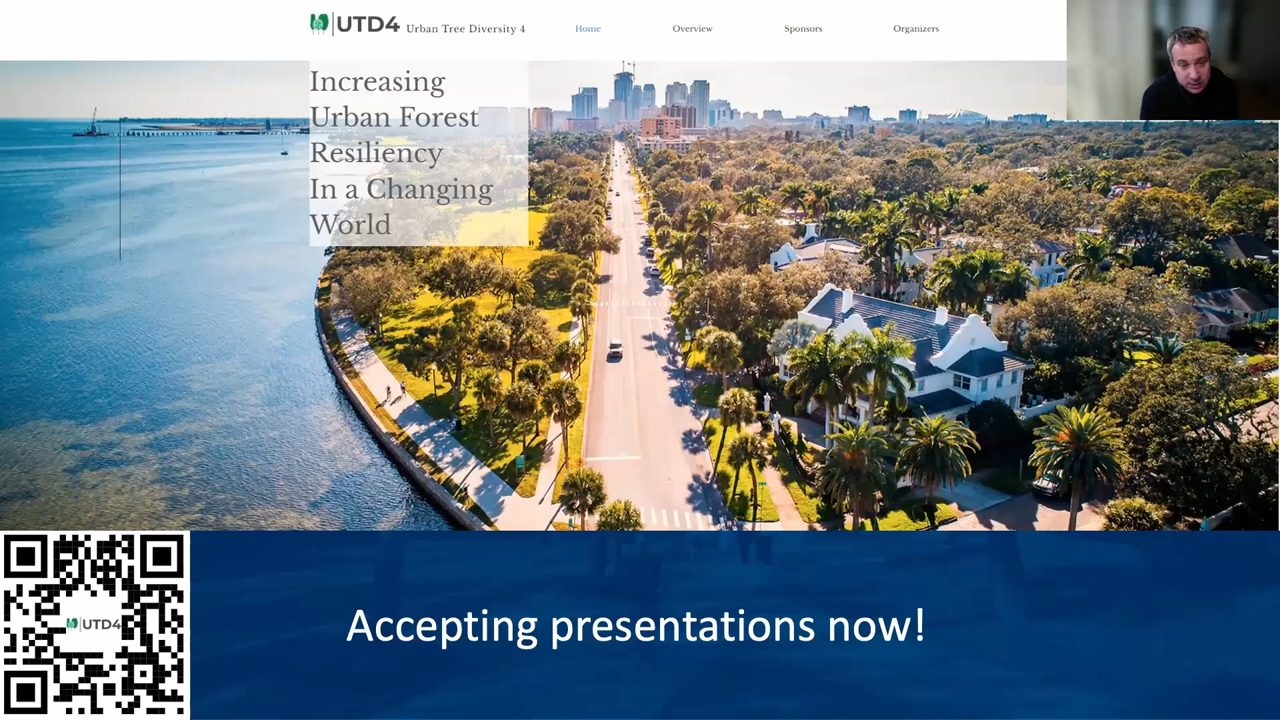 UTD4 Urban Tree Diversity 4 Home Overview Sponsors Organizers
Increasing
Urban Forest
Resiliency
In a Changing
World
UTD4
Accepting presentations now!